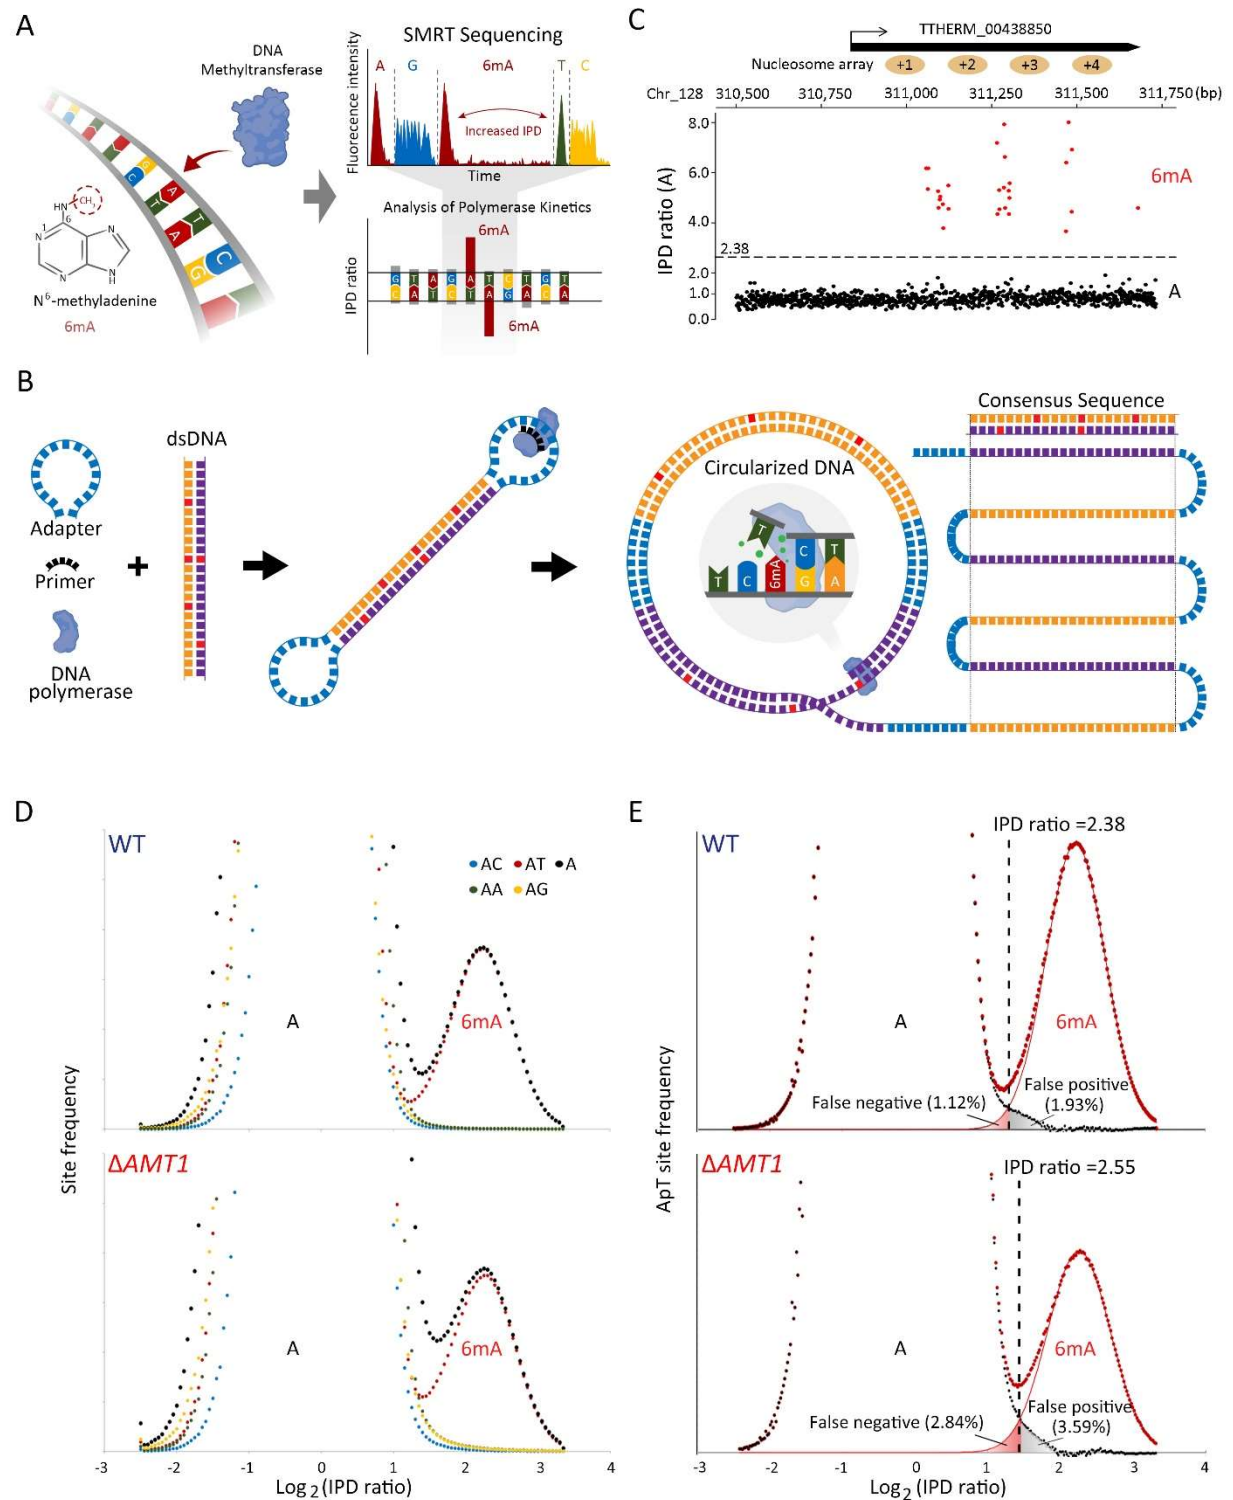 A
DNA
Methyltransferase
SMRT Sequencing
Fluorecence intensity
A G 6mA T C
Increased IPD
Time
Analysis of Polymerase Kinetics
6mA
IPD ratio
G T A G A T C T G T
C A T C T A G A C A
6mA
G
C
A
T
T
A
C
G
A
T
HN
CH3
N1
6
N
N
N
H
N6-methyladenine
6mA
C
TTHERM_00438850
Nucleosome array +1 +2 +3 +4
Chr_128 310,500 310,750 311,000 311,250 311,500 311,750 (bp)
8.0
6.0
4.0
2.0
1.0
0.0
IPD ratio (A)
2.38
6mA
A
B
Adapter
Primer
DNA
polymerase
dsDNA
Circularized DNA
T
C T
T C 6mA G A
Consensus Sequence
D
WT
AC AT A
AA AG
A
6mA
Site frequency
ΔAMT1
A
6mA
-3 -2 -1 0 1 2 3 4
Log2 (IPD ratio)
E
IPD ratio =2.38
WT
A
6mA
False negative (1.12%)
False positive
(1.93%)
ApT site frequency
ΔAMT1
IPD ratio =2.55
A
6mA
False negative (2.84%)
False positive
(3.59%)
-3 -2 -1 0 1 2 3 4
Log2 (IPD ratio)